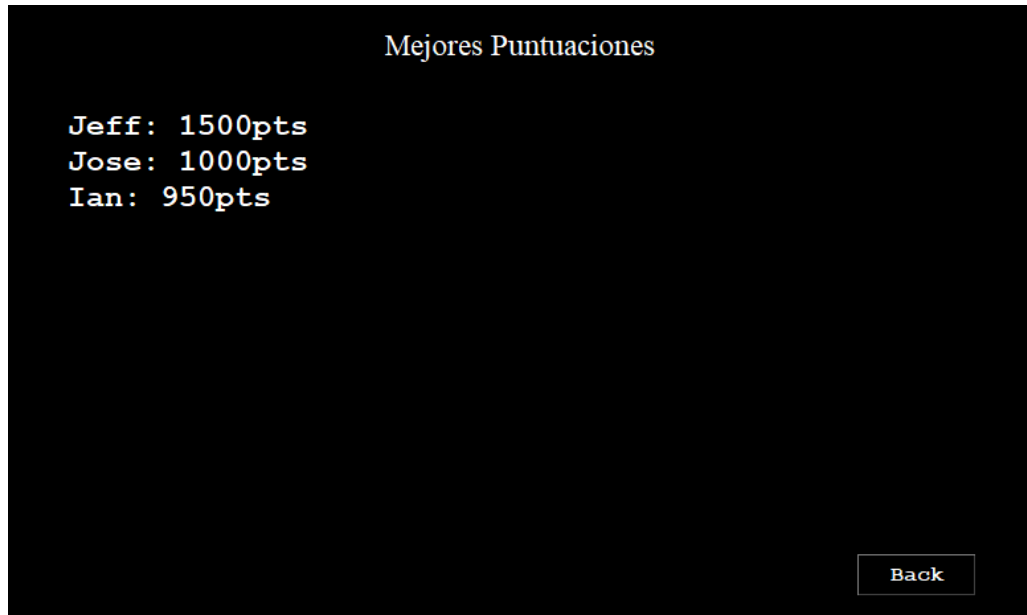 Mejores Puntuaciones
Jeff: 1500pts
Jose: 1000pts
Ian: 950pts
Back